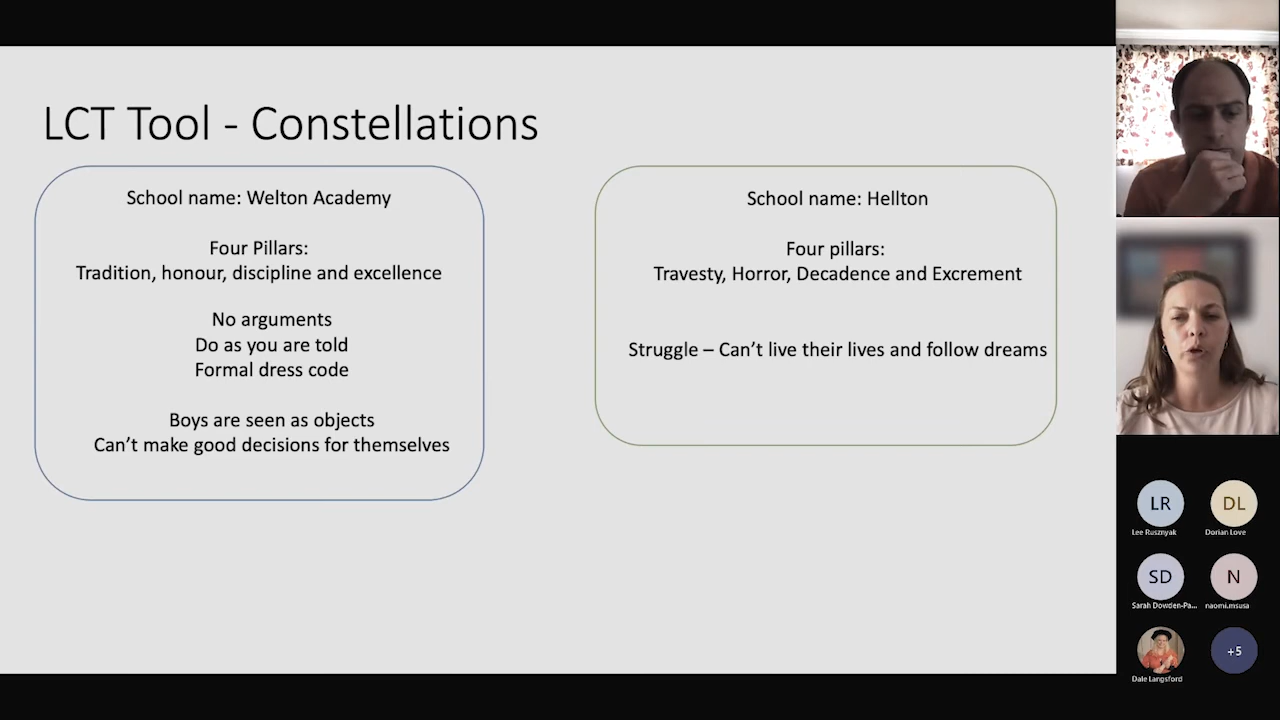 LCT Tool - Constellations
School name: Welton Academy
Four Pillars:
Tradition, honour, discipline and excellence
No arguments
Do as you are told
Formal dress code
Boys are seen as objects
Can't make good decisions for themselves
School name: Hellton
Four pillars:
Travesty, Horror, Decadence and Excrement
Struggle – Can't live their lives and follow dreams
LR
Lee Rusznyak
DL
Dorian Love
SD
Sarah Dowden-Pa...
N
naomi.msusa
Dale Langsford
+5